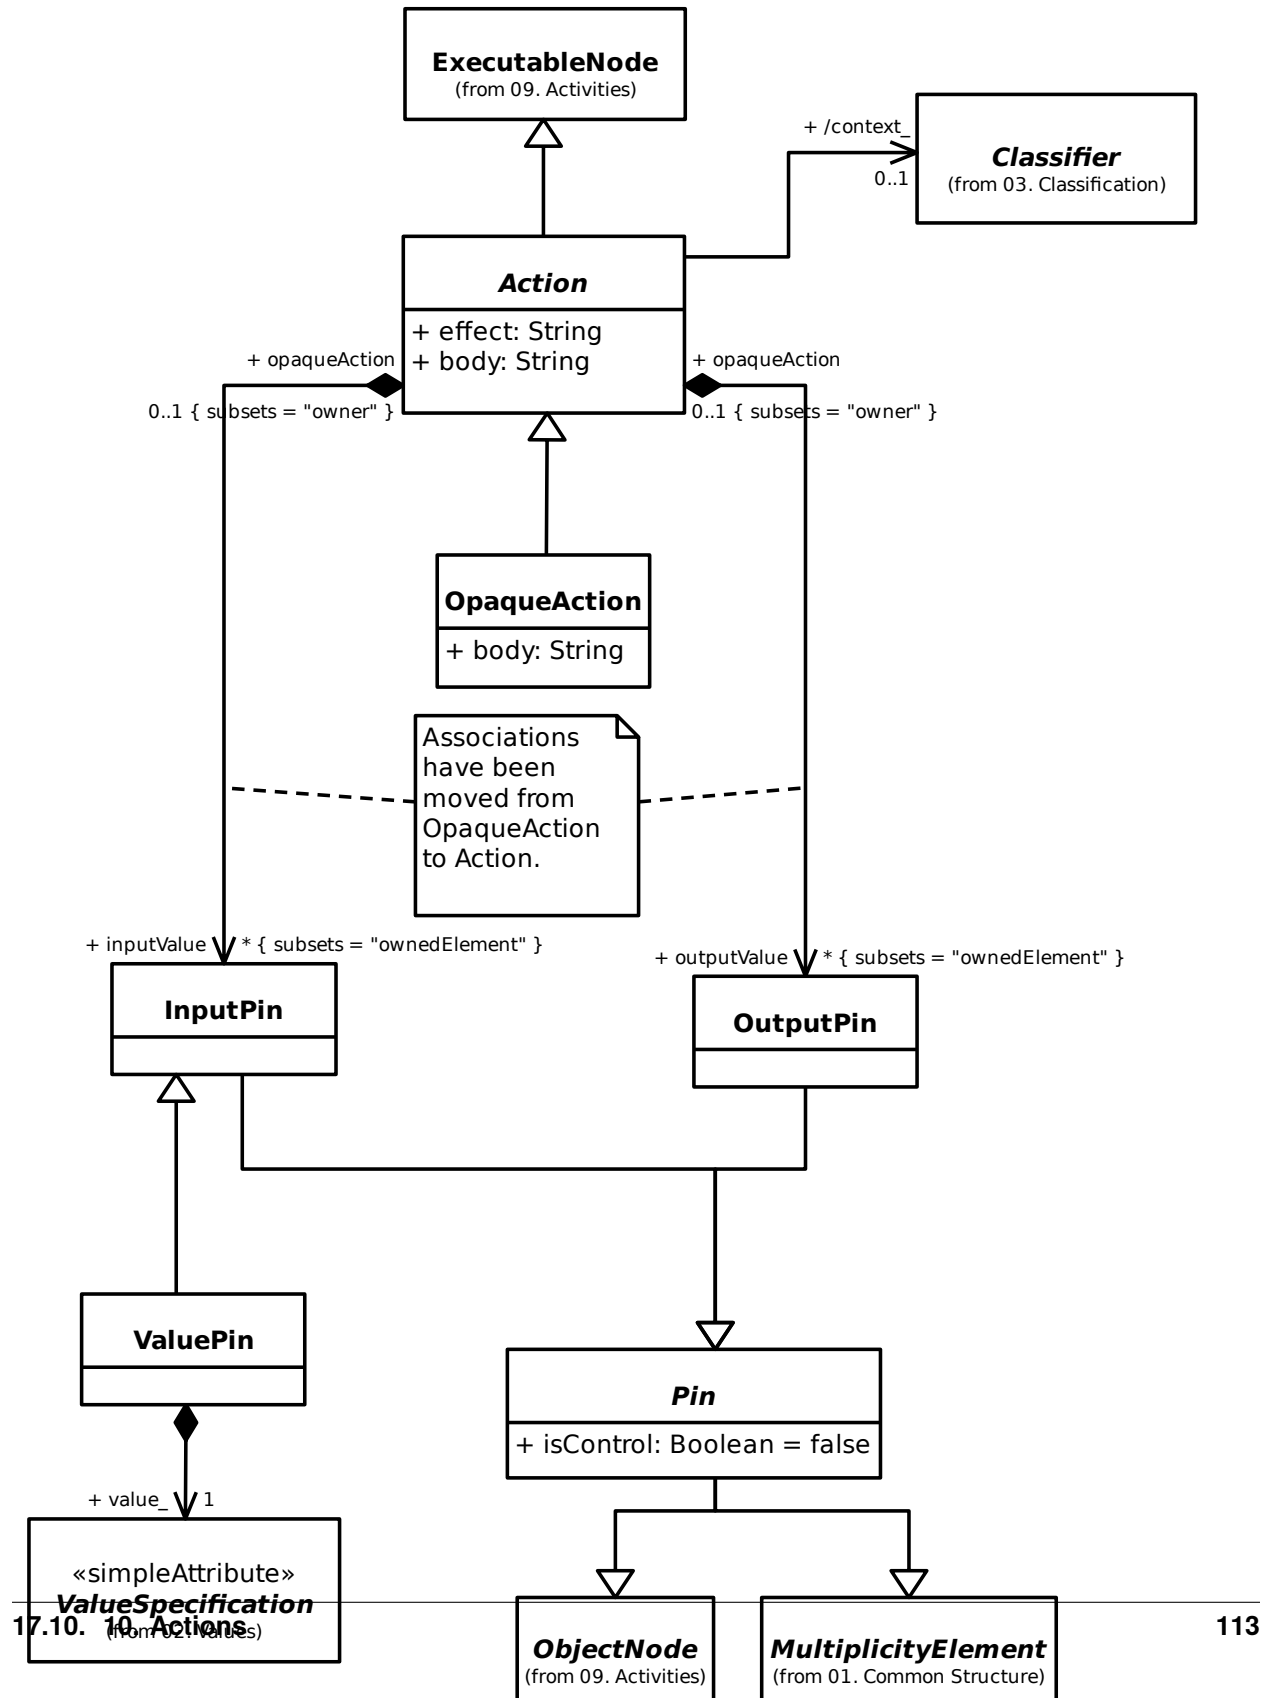 ExecutableNode
(from 09. Activities)
+ /context_
0..1
Classifier
(from 03. Classification)
Action
+ effect: String
+ body: String
+ opaqueAction
0..1 { subsets = "owner" }
+ opaqueAction
0..1 { subsets = "owner" }
OpaqueAction
+ body: String
Associations
have been
moved from
OpaqueAction
to Action.
+ inputValue
* { subsets = "ownedElement" }
+ outputValue
* { subsets = "ownedElement" }
InputPin
OutputPin
ValuePin
Pin
+ isControl: Boolean = false
+ value_
1
«simpleAttribute»
ValueSpecification
(from 02. Values)
ObjectNode
(from 09. Activities)
MultiplicityElement
(from 01. Common Structure)
17.10. 10. Actions
113